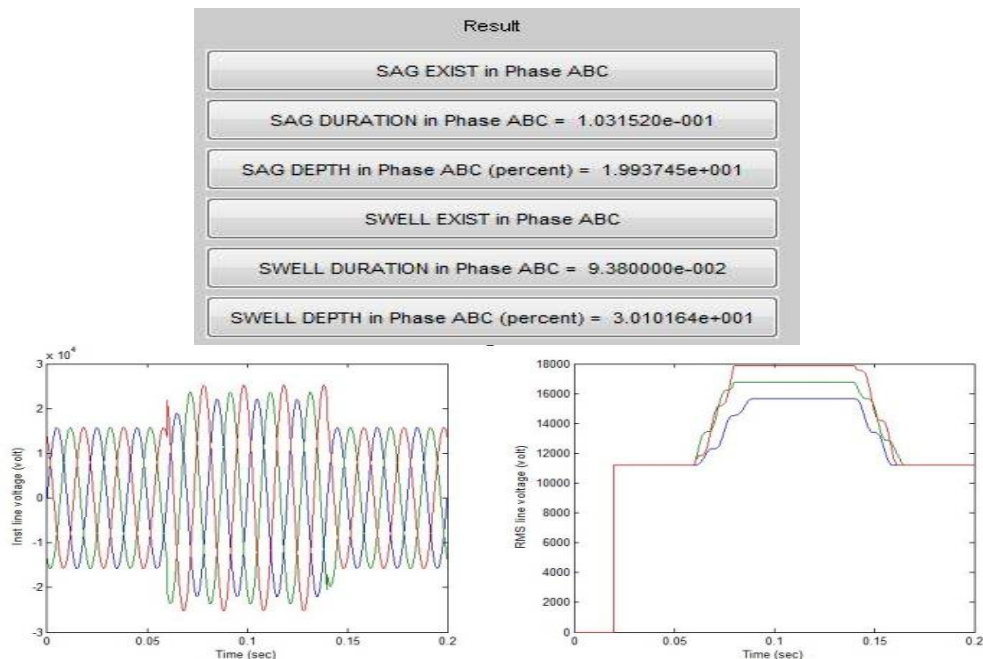 Result
SAG EXIST in Phase ABC
SAG DURATION in Phase ABC = 1.031520e-001
SAG DEPTH in Phase ABC (percent) = 1.993745e+001
SWELL EXIST in Phase ABC
SWELL DURATION in Phase ABC = 9.380000e-002
SWELL DEPTH in Phase ABC (percent) = 3.010164e+001
x 10^4
3
2
1
0
-1
-2
-3
Inst line voltage (volt)
0
0.05
0.1
0.15
0.2
Time (sec)
18000
16000
14000
12000
10000
8000
6000
4000
2000
0
RMS line voltage (volt)
0
0.05
0.1
0.15
0.2
Time (sec)